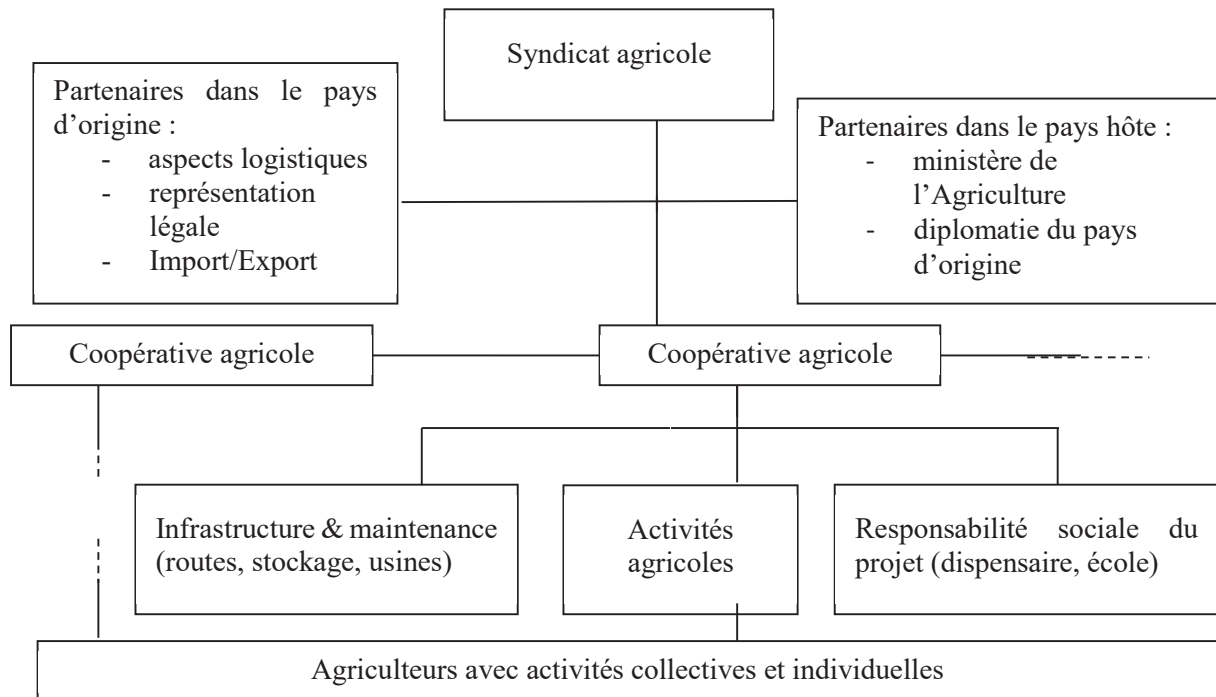 Syndicat agricole
Partenaires dans le pays
d’origine :
- aspects logistiques
- représentation
légale
- Import/Export
Partenaires dans le pays hôte :
- ministère de
l’Agriculture
- diplomatie du pays
d’origine
Coopérative agricole
Coopérative agricole
Infrastructure & maintenance
(routes, stockage, usines)
Activités
agricoles
Responsabilité sociale du
projet (dispensaire, école)
Agriculteurs avec activités collectives et individuelles